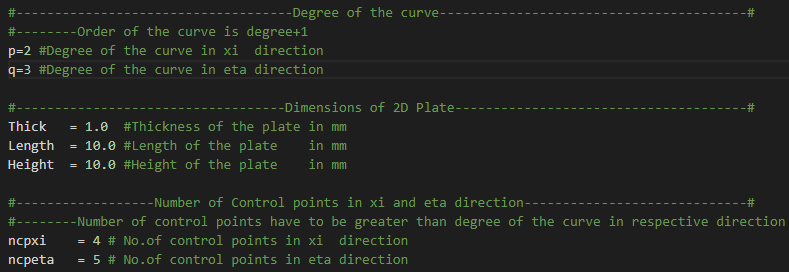 #------------------------------------Degree of the curve----------------------------------------#
#--------Order of the curve is degree+1
p=2 #Degree of the curve in xi  direction
q=3 #Degree of the curve in eta direction
#-----------------------------------Dimensions of 2D Plate--------------------------------------#
Thick   = 1.0  #Thickness of the plate in mm
Length  = 10.0 #Length of the plate    in mm
Height  = 10.0 #Height of the plate    in mm
#------------------Number of Control points in xi and eta direction-----------------------------#
#--------Number of control points have to be greater than degree of the curve in respective direction
ncpxi    = 4 # No.of control points in xi  direction
ncpeta   = 5 # No.of control points in eta direction